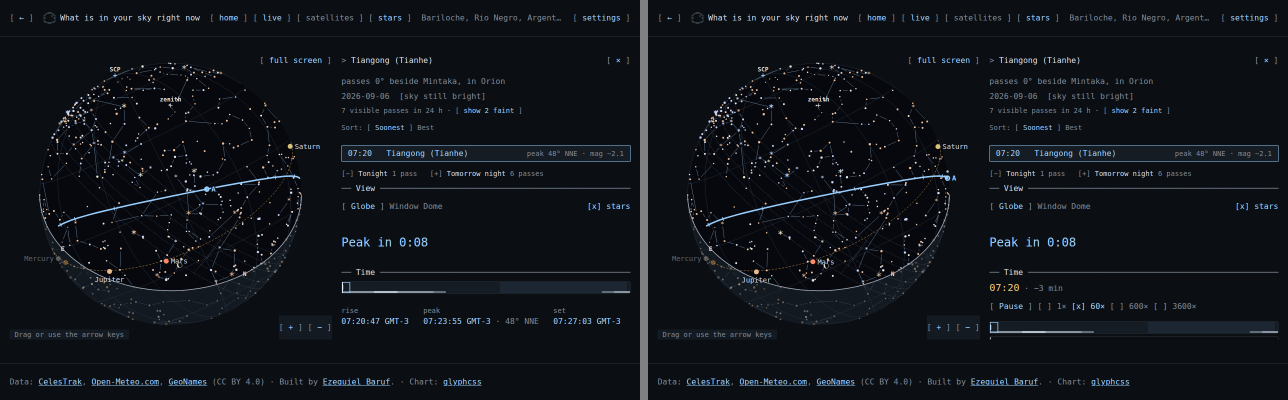 [ ← ] What is in your sky right now [ home ] [ live ] [ satellites ] [ stars ] Bariloche, Rio Negro, Argent… [ settings ]
[ full screen ]
SCP
zenith
Saturn
A
E
Mercury
Mars
Jupiter
N
Drag or use the arrow keys
[ + ] [ − ]
> Tiangong (Tianhe) [ × ]
passes 0° beside Mintaka, in Orion
2026-09-06 [sky still bright]
7 visible passes in 24 h · [ show 2 faint ]
Sort: [ Soonest ] Best
07:20 Tiangong (Tianhe) peak 48° NNE · mag ~2.1
[−] Tonight 1 pass [+] Tomorrow night 6 passes
View
[ Globe ] Window Dome [x] stars
Peak in 0:08
Time
rise peak set
07:20:47 GMT-3 07:23:55 GMT-3 · 48° NNE 07:27:03 GMT-3
Data: CelesTrak, Open-Meteo.com, GeoNames (CC BY 4.0) · Built by Ezequiel Baruf. · Chart: glyphcss
[ ← ] What is in your sky right now [ home ] [ live ] [ satellites ] [ stars ] Bariloche, Rio Negro, Argent… [ settings ]
[ full screen ]
SCP
zenith
Saturn
A
E
Mercury
Mars
Jupiter
N
Drag or use the arrow keys
[ + ] [ − ]
> Tiangong (Tianhe) [ × ]
passes 0° beside Mintaka, in Orion
2026-09-06 [sky still bright]
7 visible passes in 24 h · [ show 2 faint ]
Sort: [ Soonest ] Best
07:20 Tiangong (Tianhe) peak 48° NNE · mag ~2.1
[−] Tonight 1 pass [+] Tomorrow night 6 passes
View
[ Globe ] Window Dome [x] stars
Peak in 0:08
Time
07:20 · −3 min
[ Pause ] [ ] 1× [x] 60× [ ] 600× [ ] 3600×
Data: CelesTrak, Open-Meteo.com, GeoNames (CC BY 4.0) · Built by Ezequiel Baruf. · Chart: glyphcss